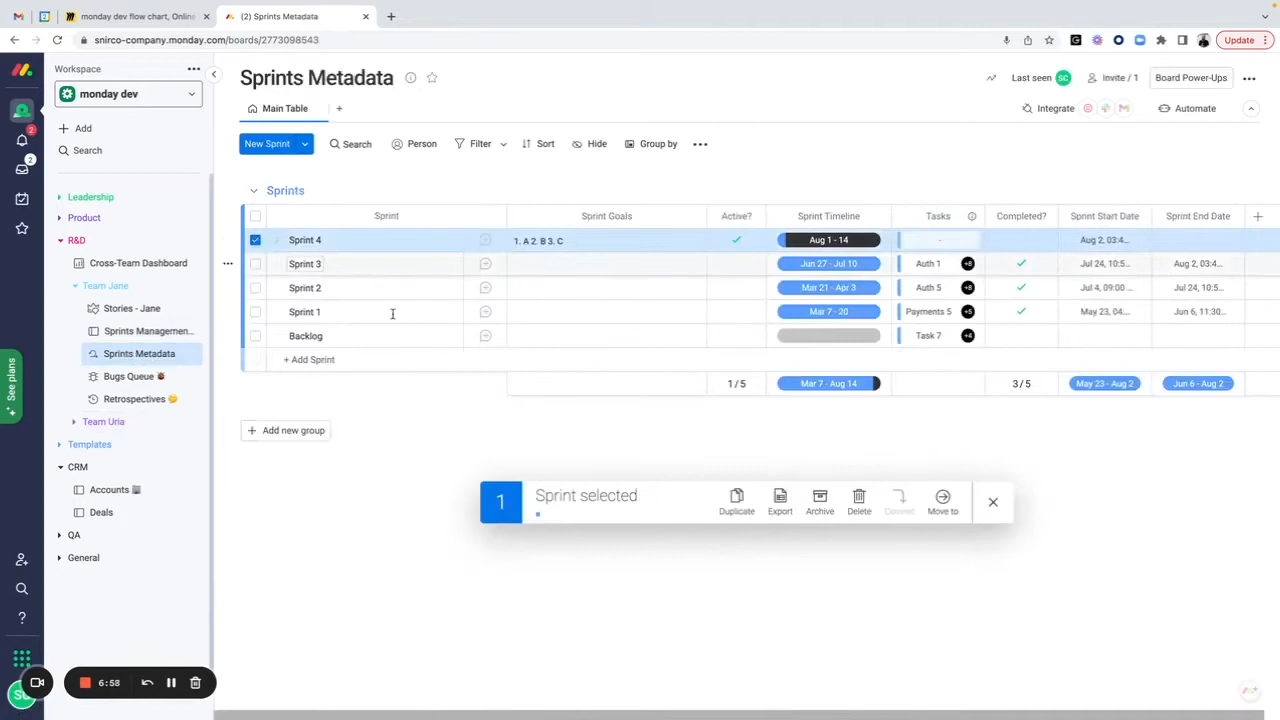 monday dev flow chart, Online
(2) Sprints Metadata
snirco-company.monday.com/boards/2773098543
Update
Workspace
monday dev
Add
Search
Leadership
Product
R&D
Cross-Team Dashboard
Team Jane
Stories - Jane
Sprints Managemen...
Sprints Metadata
Bugs Queue
Retrospectives
Team Uria
Templates
CRM
Accounts
Deals
QA
General
See plans
2
2
SC
6:58
Sprints Metadata
Last seen SC
Invite / 1
Board Power-Ups
Main Table
Integrate
Automate
New Sprint
Search
Person
Filter
Sort
Hide
Group by
Sprints
Sprint Sprint Goals Active? Sprint Timeline Tasks Completed? Sprint Start Date Sprint End Date
Sprint 4 1. A 2. B 3. C Aug 1 - 14 - Aug 2, 03:4...
Sprint 3 Jun 27 - Jul 10 Auth 1 +8 Jul 24, 10:5... Aug 2, 03:4...
Sprint 2 Mar 21 - Apr 3 Auth 5 +6 Jul 4, 09:00 Jul 24, 10:5...
Sprint 1 Mar 7 - 20 Payments 5 +5 May 23, 04:... Jun 6, 11:30...
Backlog Task 7 +4
+ Add Sprint
1 / 5 Mar 7 - Aug 14 3 / 5 May 23 - Aug 2 Jun 6 - Aug 2
+ Add new group
1 Sprint selected
Duplicate Export Archive Delete Convert Move to